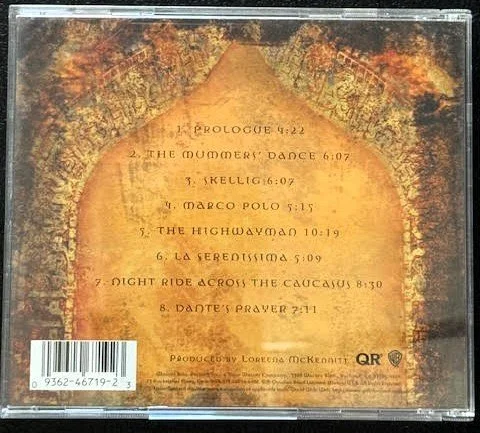 1. PROLOGUE 4:22
2. THE MUMMERS' DANCE 6:07
3. SKELLIG 6:07
4. MARCO POLO 5:15
5. THE HIGHWAYMAN 10:19
6. LA SERENISSIMA 5:09
7. NIGHT RIDE ACROSS THE CAUCASUS 8:30
8. DANTE'S PRAYER 7:11
PRODUCED BY LOREENA MCKENNITT QR WB
0 9362-46719-2 3